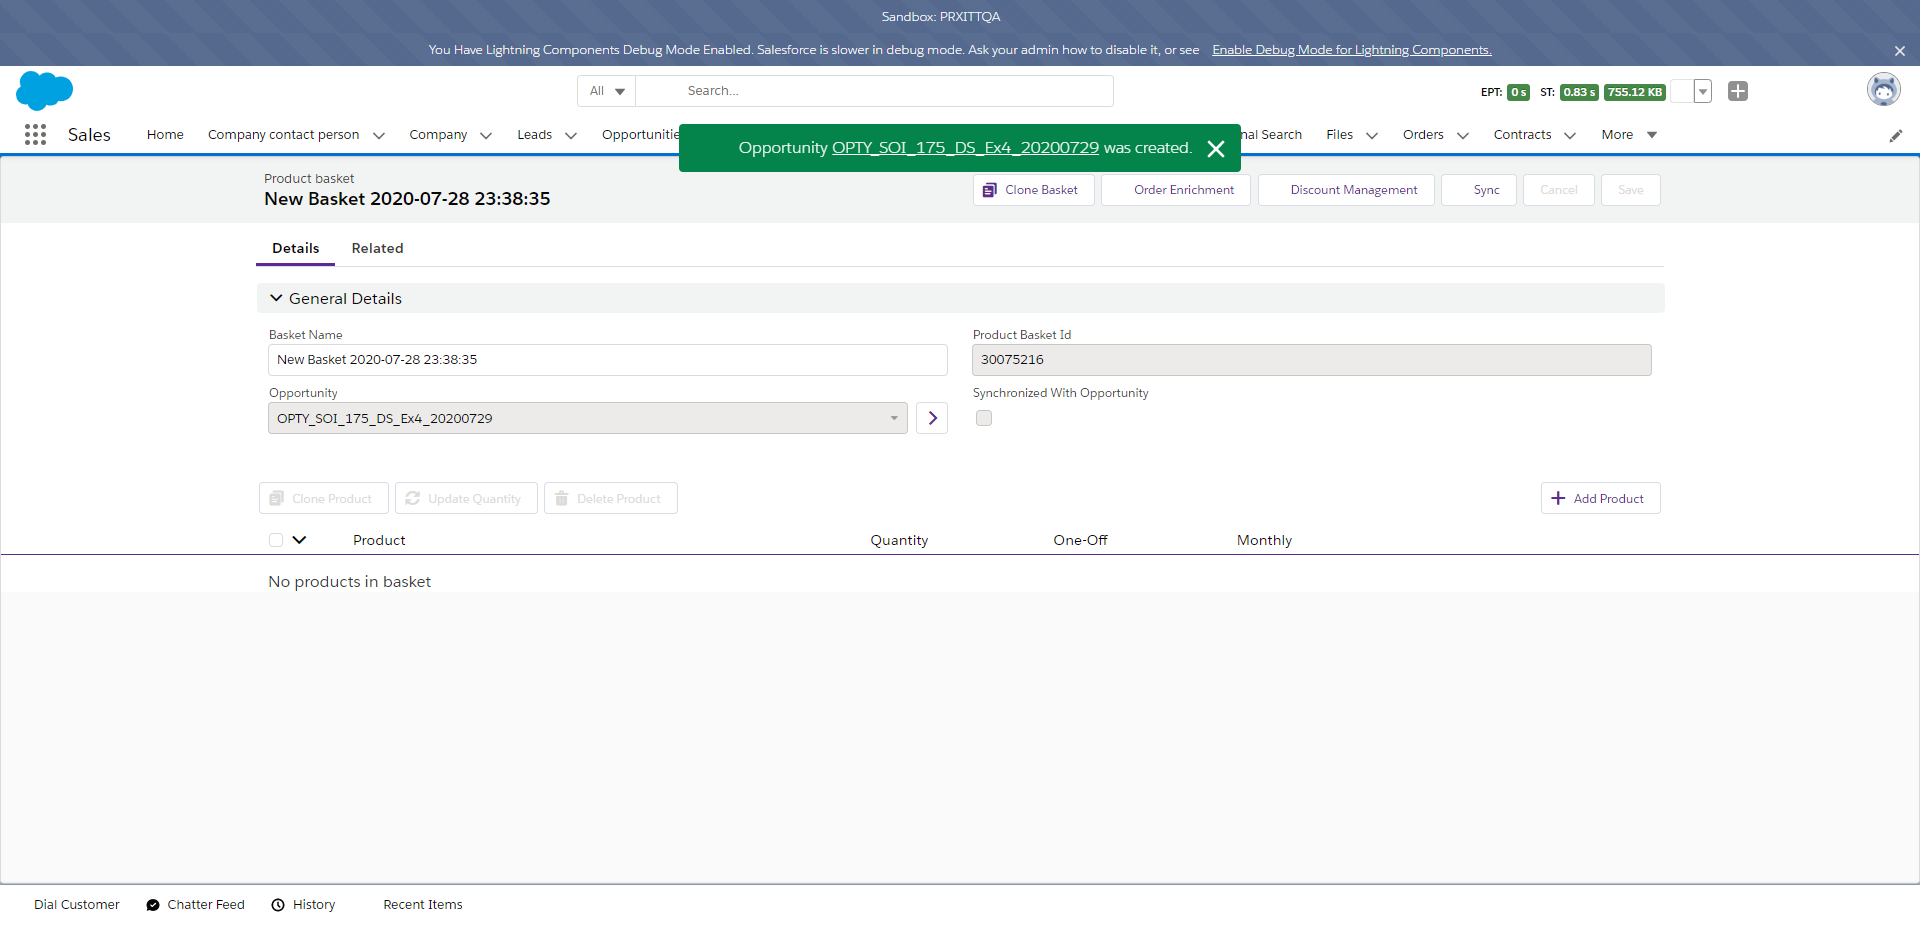 Sandbox: PRXITTQA
You Have Lightning Components Debug Mode Enabled. Salesforce is slower in debug mode. Ask your admin how to disable it, or see Enable Debug Mode for Lightning Components.
All Search... EPT: 0 s ST: 0.83 s 755.12 KB
Sales Home Company contact person Company Leads Opportunitie nal Search Files Orders Contracts More
Opportunity OPTY_SOI_175_DS_Ex4_20200729 was created.
Product basket
New Basket 2020-07-28 23:38:35
Clone Basket Order Enrichment Discount Management Sync Cancel Save
Details Related
General Details
Basket Name Product Basket Id
New Basket 2020-07-28 23:38:35 30075216
Opportunity Synchronized With Opportunity
OPTY_SOI_175_DS_Ex4_20200729
Clone Product Update Quantity Delete Product Add Product
Product Quantity One-Off Monthly
No products in basket
Dial Customer Chatter Feed History Recent Items